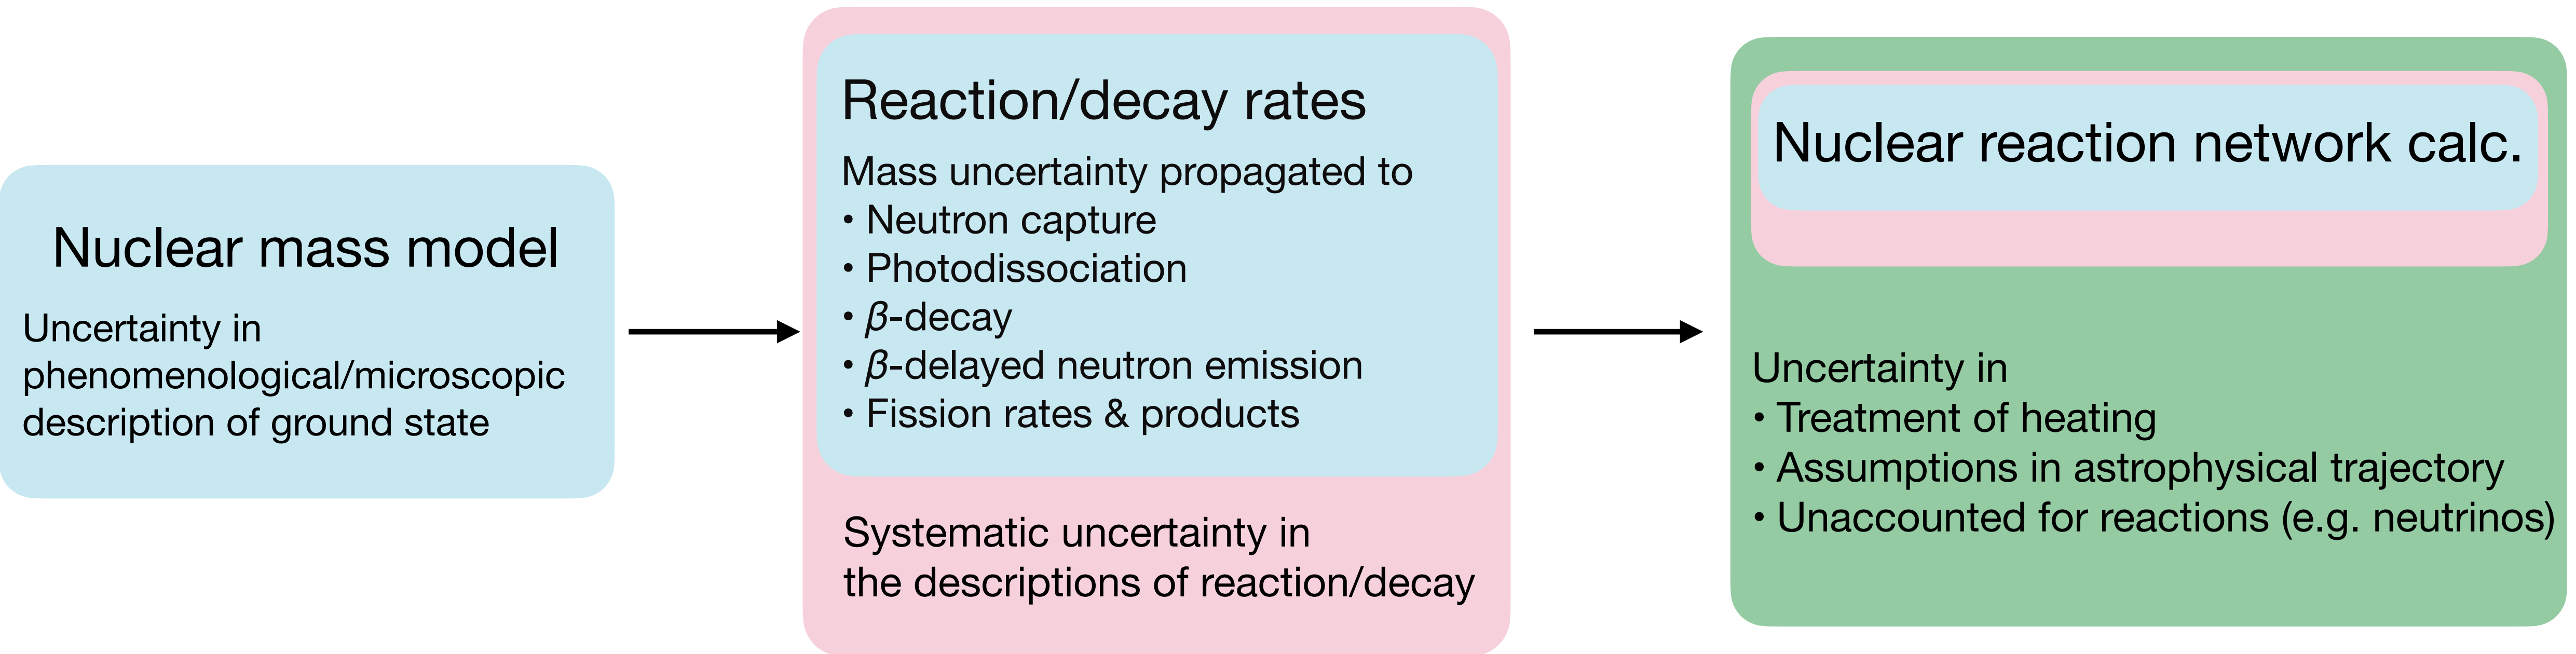 Nuclear mass model
Uncertainty in
phenomenological/microscopic
description of ground state
Reaction/decay rates
Mass uncertainty propagated to
• Neutron capture
• Photodissociation
• β-decay
• β-delayed neutron emission
• Fission rates & products
Systematic uncertainty in
the descriptions of reaction/decay
Nuclear reaction network calc.
Uncertainty in
• Treatment of heating
• Assumptions in astrophysical trajectory
• Unaccounted for reactions (e.g. neutrinos)